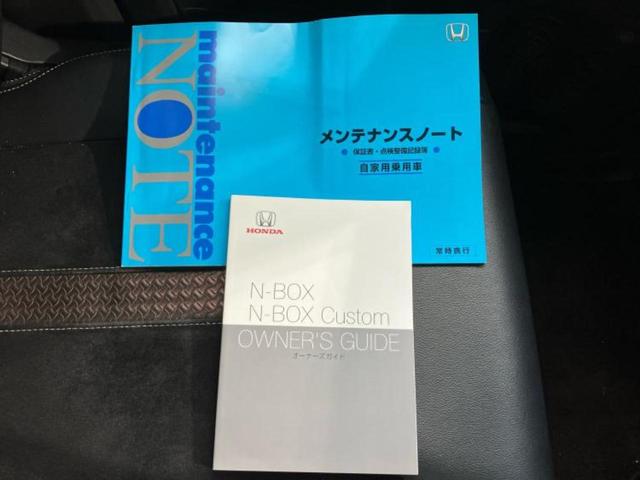 maintenance
NOTE
メンテナンスノート
保証書・点検整備記録簿
自家用乗用車
常時携行
HONDA
N-BOX
N-BOX Custom
OWNER'S GUIDE
オーナーズガイド